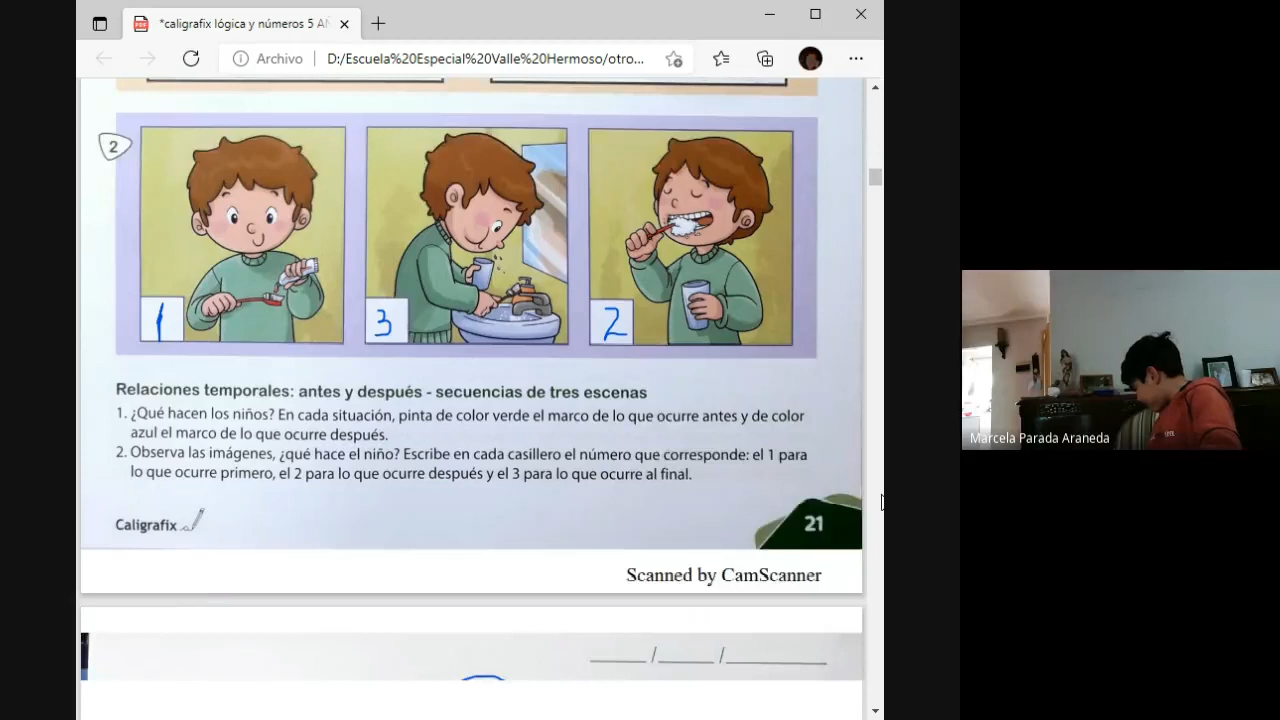 *caligrafix lógica y números 5 AÑ
Archivo
D:/Escuela%20Especial%20Valle%20Hermoso/otro...
2
1
3
2
Relaciones temporales: antes y después - secuencias de tres escenas
1. ¿Qué hacen los niños? En cada situación, pinta de color verde el marco de lo que ocurre antes y de color
azul el marco de lo que ocurre después.
2. Observa las imágenes, ¿qué hace el niño? Escribe en cada casillero el número que corresponde: el 1 para
lo que ocurre primero, el 2 para lo que ocurre después y el 3 para lo que ocurre al final.
Caligrafix
21
Scanned by CamScanner
_____/_____/_________
Marcela Parada Araneda